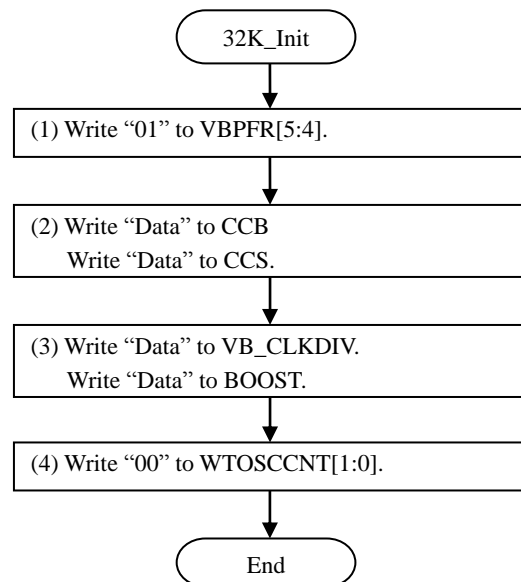 32K_Init
(1) Write “01” to VBPFR[5:4].
(2) Write “Data” to CCB
Write “Data” to CCS.
(3) Write “Data” to VB_CLKDIV.
Write “Data” to BOOST.
(4) Write “00” to WTOSCCNT[1:0].
End